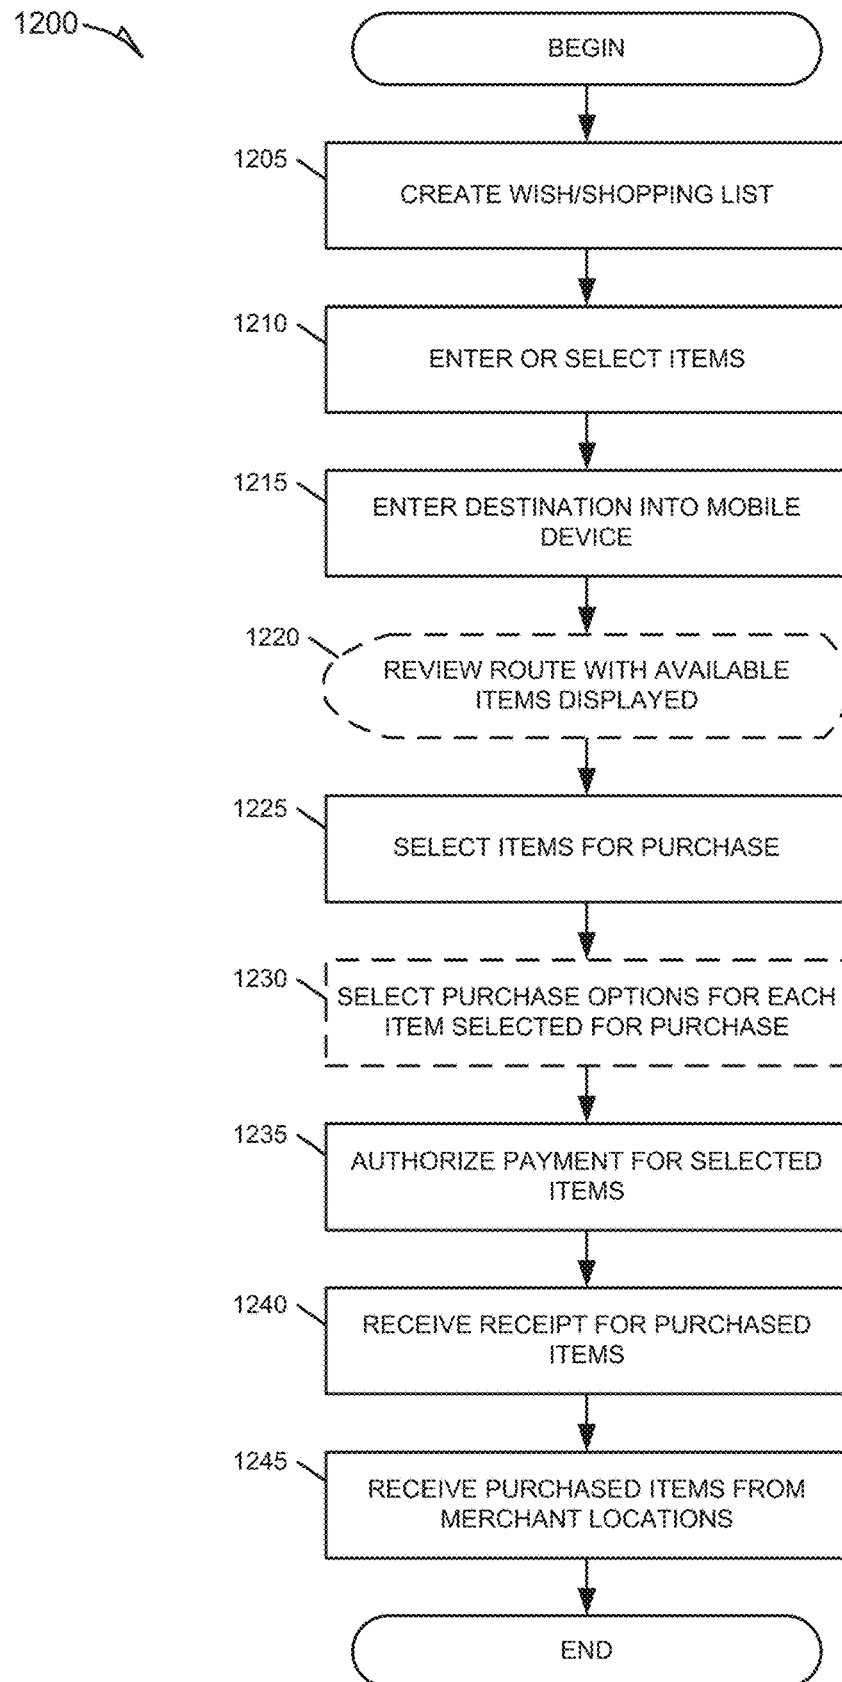 1200
BEGIN
1205
CREATE WISH/SHOPPING LIST
1210
ENTER OR SELECT ITEMS
1215
ENTER DESTINATION INTO MOBILE
DEVICE
1220
REVIEW ROUTE WITH AVAILABLE
ITEMS DISPLAYED
1225
SELECT ITEMS FOR PURCHASE
1230
SELECT PURCHASE OPTIONS FOR EACH
ITEM SELECTED FOR PURCHASE
1235
AUTHORIZE PAYMENT FOR SELECTED
ITEMS
1240
RECEIVE RECEIPT FOR PURCHASED
ITEMS
1245
RECEIVE PURCHASED ITEMS FROM
MERCHANT LOCATIONS
END